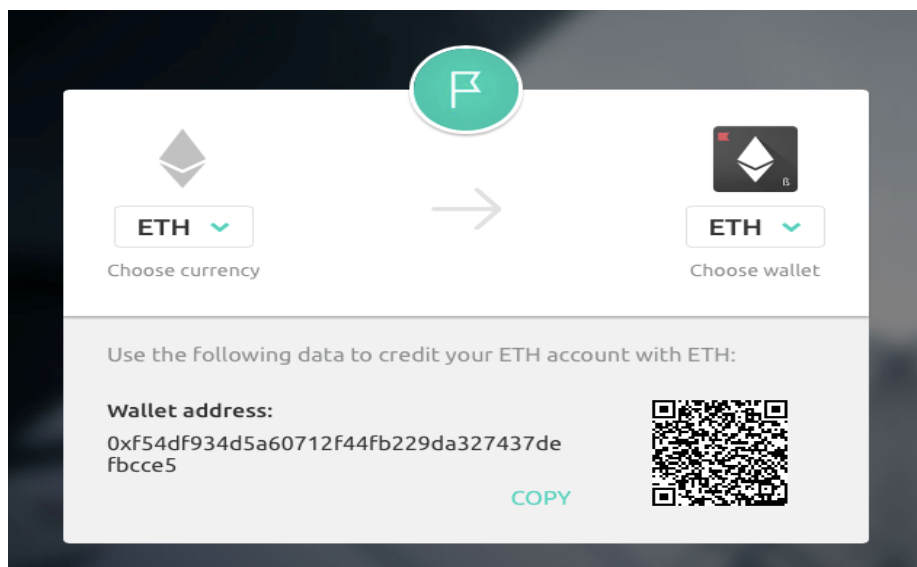 ETH
ETH
Choose currency
Choose wallet
Use the following data to credit your ETH account with ETH:
Wallet address:
0xf54df934d5a60712f44fb229da327437de
fbcce5
COPY